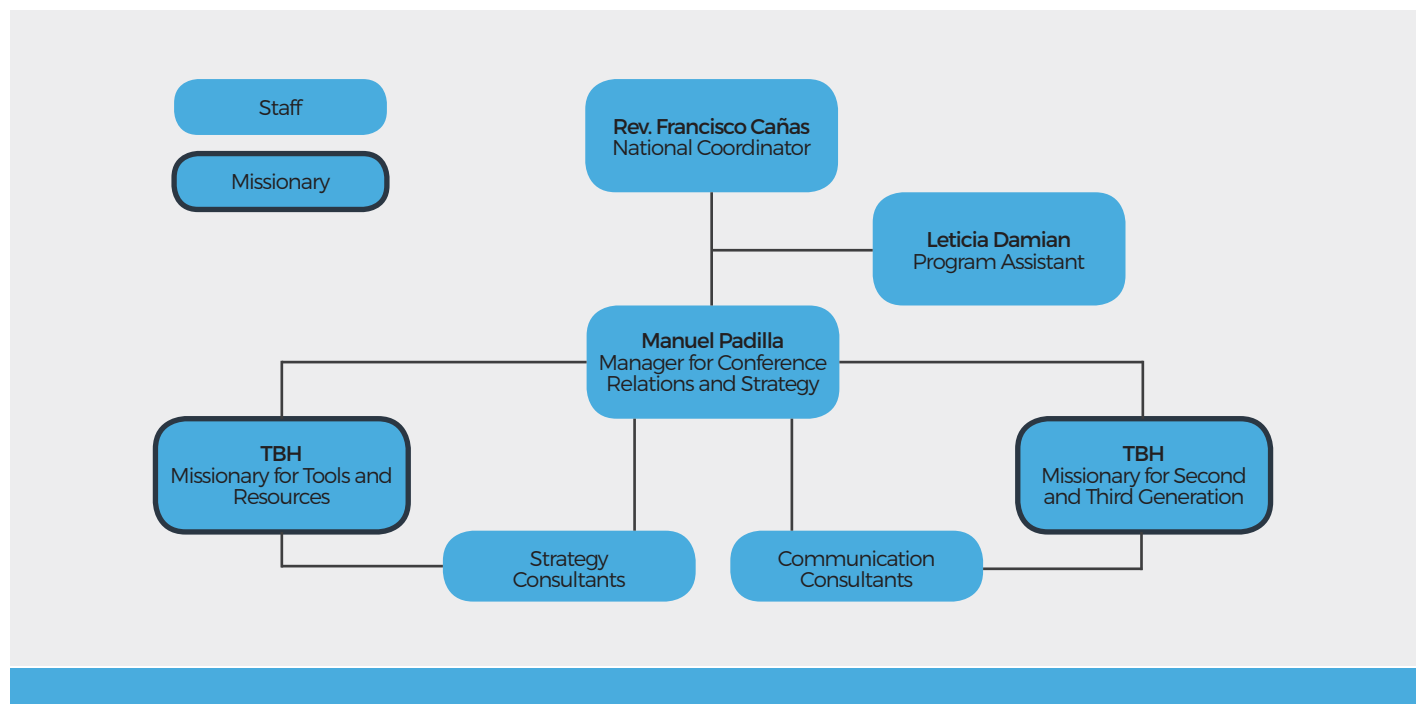 Staff
Missionary
Rev. Francisco Cañas
National Coordinator
Leticia Damian
Program Assistant
Manuel Padilla
Manager for Conference
Relations and Strategy
TBH
Missionary for Tools and
Resources
TBH
Missionary for Second
and Third Generation
Strategy
Consultants
Communication
Consultants